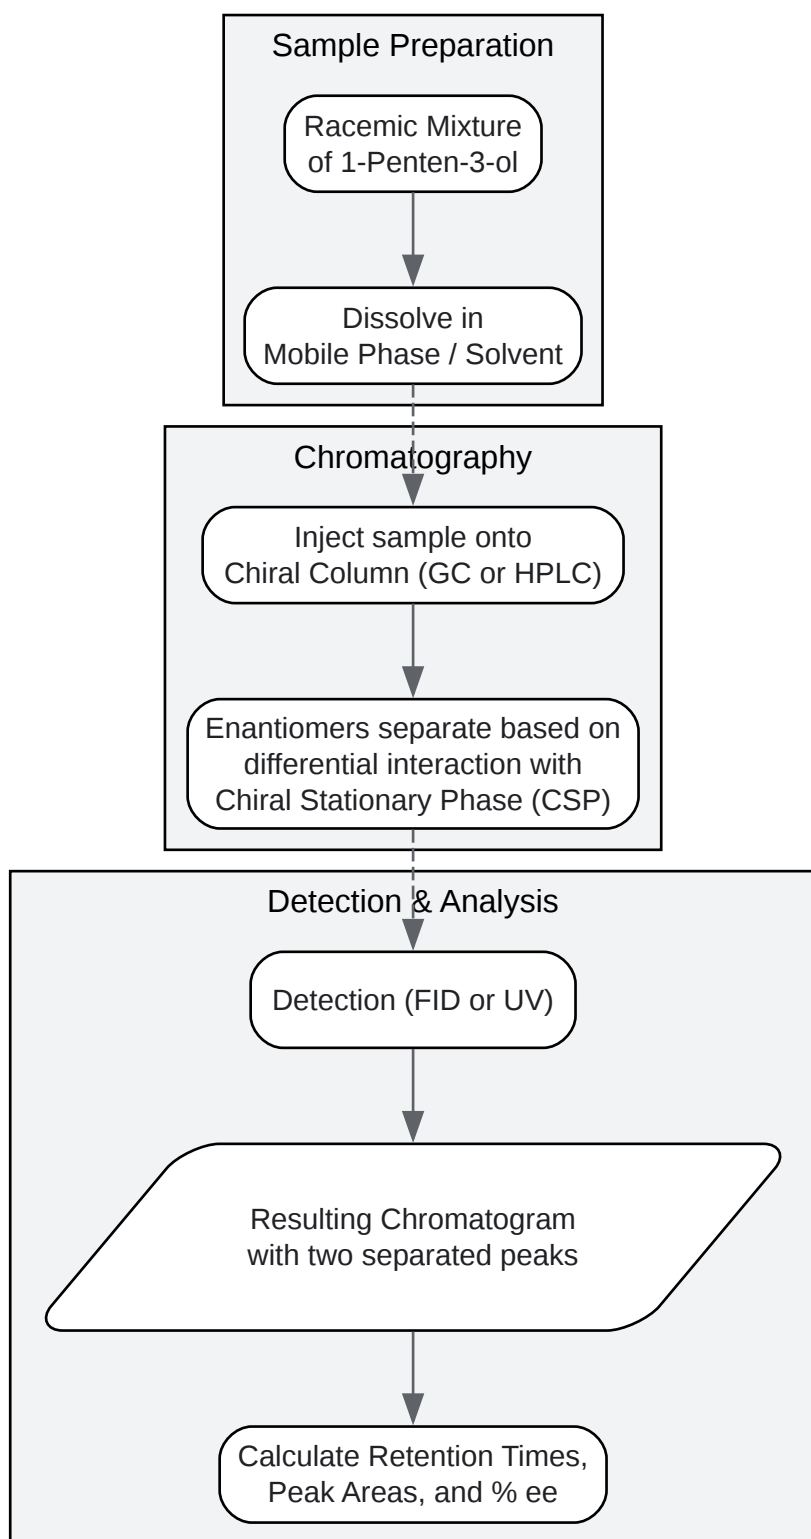 Sample Preparation
Racemic Mixture
of 1-Penten-3-ol
Dissolve in
Mobile Phase / Solvent
Chromatography
Inject sample onto
Chiral Column (GC or HPLC)
Enantiomers separate based on
differential interaction with
Chiral Stationary Phase (CSP)
Detection & Analysis
Detection (FID or UV)
Resulting Chromatogram
with two separated peaks
Calculate Retention Times,
Peak Areas, and % ee